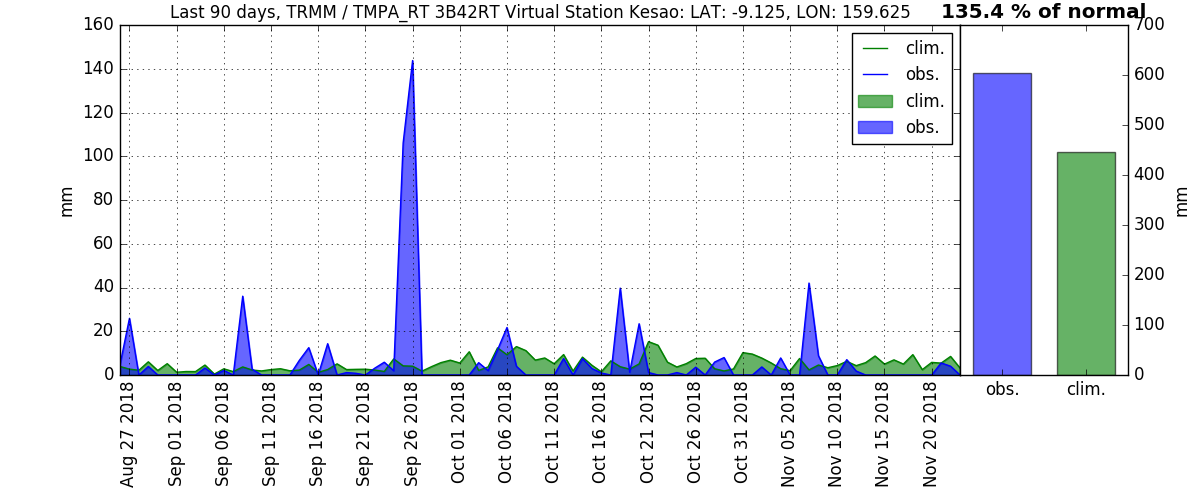 Last 90 days, TRMM / TMPA_RT 3B42RT Virtual Station Kesao: LAT: -9.125, LON: 159.625
135.4 % of normal
160
140
120
100
80
60
40
20
0
mm
clim.
obs.
clim.
obs.
Aug 27 2018
Sep 01 2018
Sep 06 2018
Sep 11 2018
Sep 16 2018
Sep 21 2018
Sep 26 2018
Oct 01 2018
Oct 06 2018
Oct 11 2018
Oct 16 2018
Oct 21 2018
Oct 26 2018
Oct 31 2018
Nov 05 2018
Nov 10 2018
Nov 15 2018
Nov 20 2018
700
600
500
400
300
200
100
0
mm
obs.
clim.